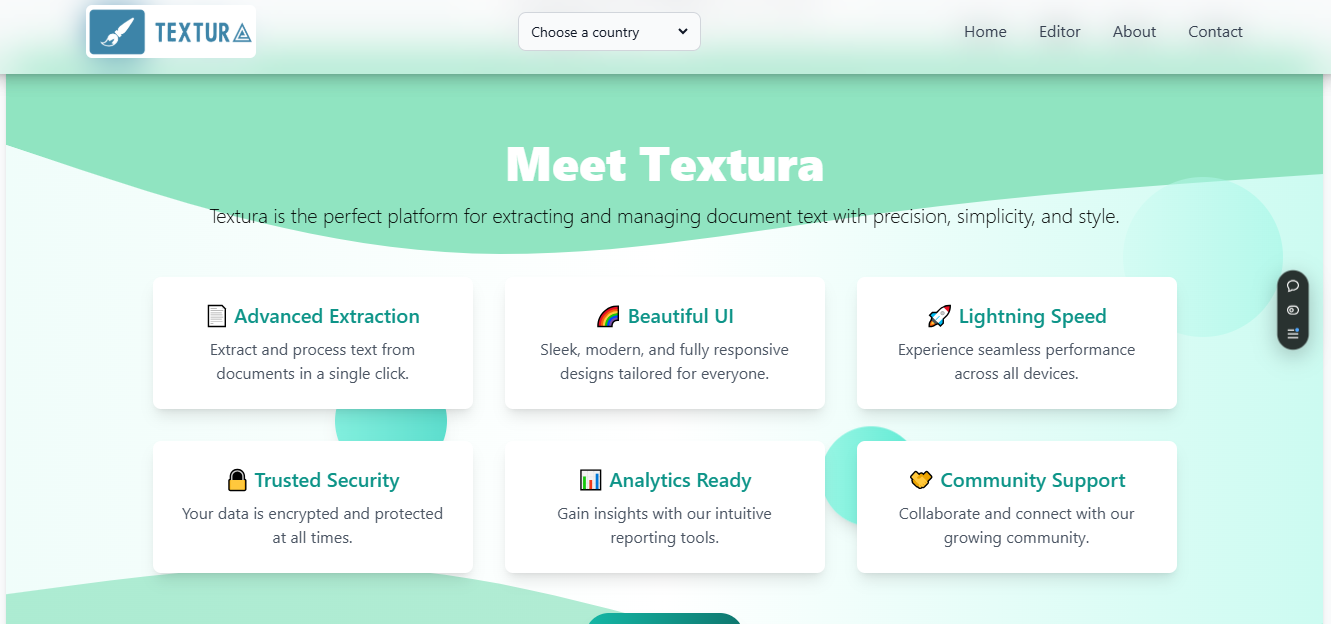 TEXTURA
Choose a country
Home Editor About Contact
Meet Textura
Textura is the perfect platform for extracting and managing document text with precision, simplicity, and style.
Advanced Extraction
Extract and process text from
documents in a single click.
Beautiful UI
Sleek, modern, and fully responsive
designs tailored for everyone.
Lightning Speed
Experience seamless performance
across all devices.
Trusted Security
Your data is encrypted and protected
at all times.
Analytics Ready
Gain insights with our intuitive
reporting tools.
Community Support
Collaborate and connect with our
growing community.